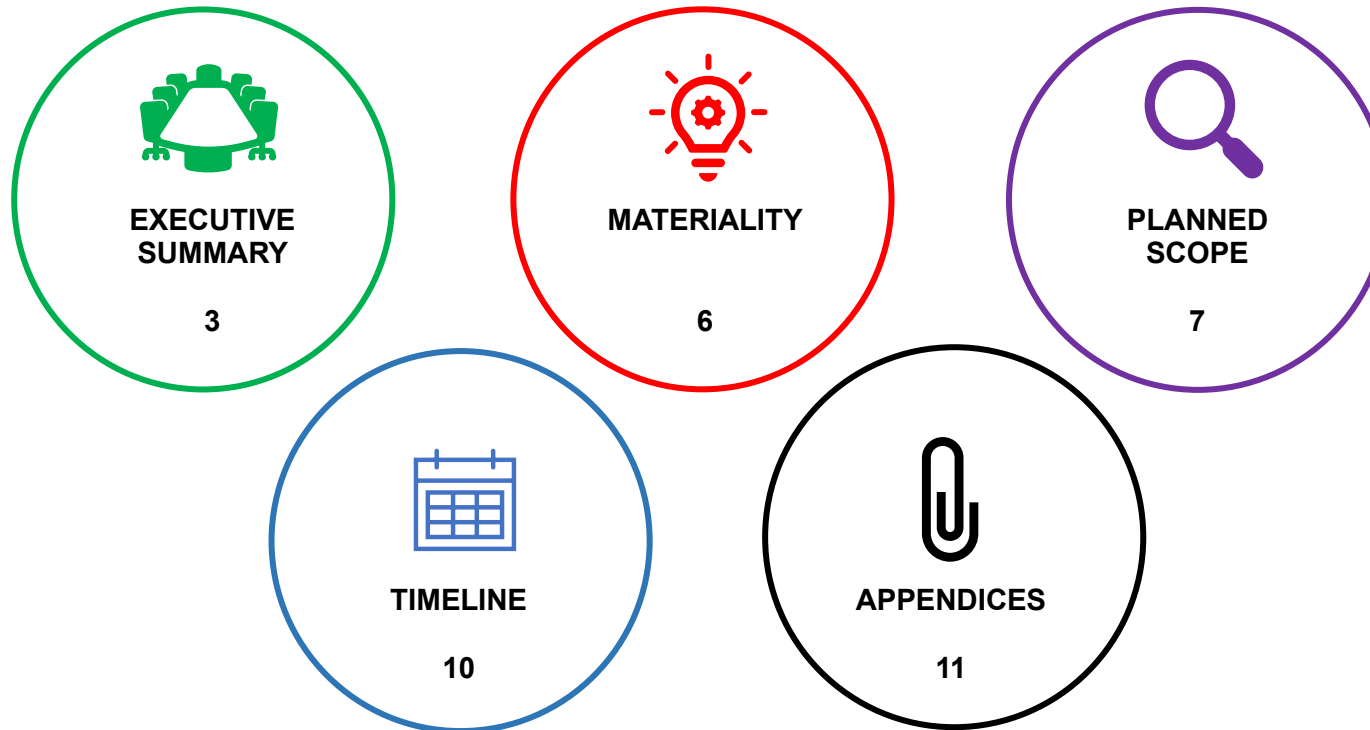 EXECUTIVE
SUMMARY
3
MATERIALITY
6
PLANNED
SCOPE
7
TIMELINE
10
APPENDICES
11